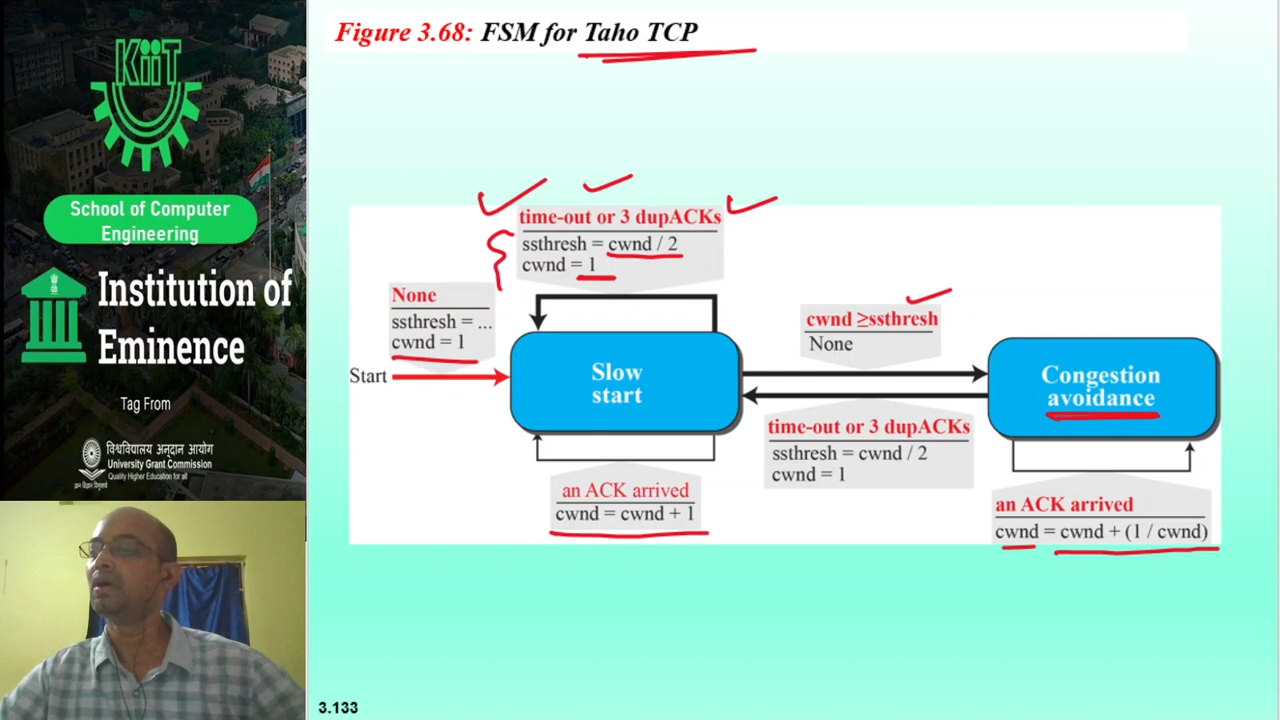 KiiT
School of Computer
Engineering
Institution of
Eminence
Tag From
विश्वविद्यालय अनुदान आयोग
University Grant Commission
Quality Higher Education for all
ज्ञान विज्ञान विमुक्तये
Figure 3.68: FSM for Taho TCP
time-out or 3 dupACKs
ssthresh = cwnd / 2
cwnd = 1
None
ssthresh = ...
cwnd = 1
Start
Slow
start
cwnd ≥ssthresh
None
Congestion
avoidance
time-out or 3 dupACKs
ssthresh = cwnd / 2
cwnd = 1
an ACK arrived
cwnd = cwnd + 1
an ACK arrived
cwnd = cwnd + (1 / cwnd)
3.133